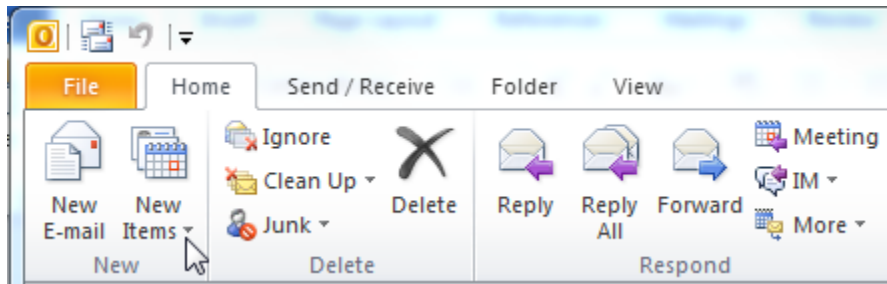 File Home Send / Receive Folder View
Ignore
Meeting
Clean Up
IM
New New Delete Reply Reply Forward
E-mail Items Junk All More
New Delete Respond